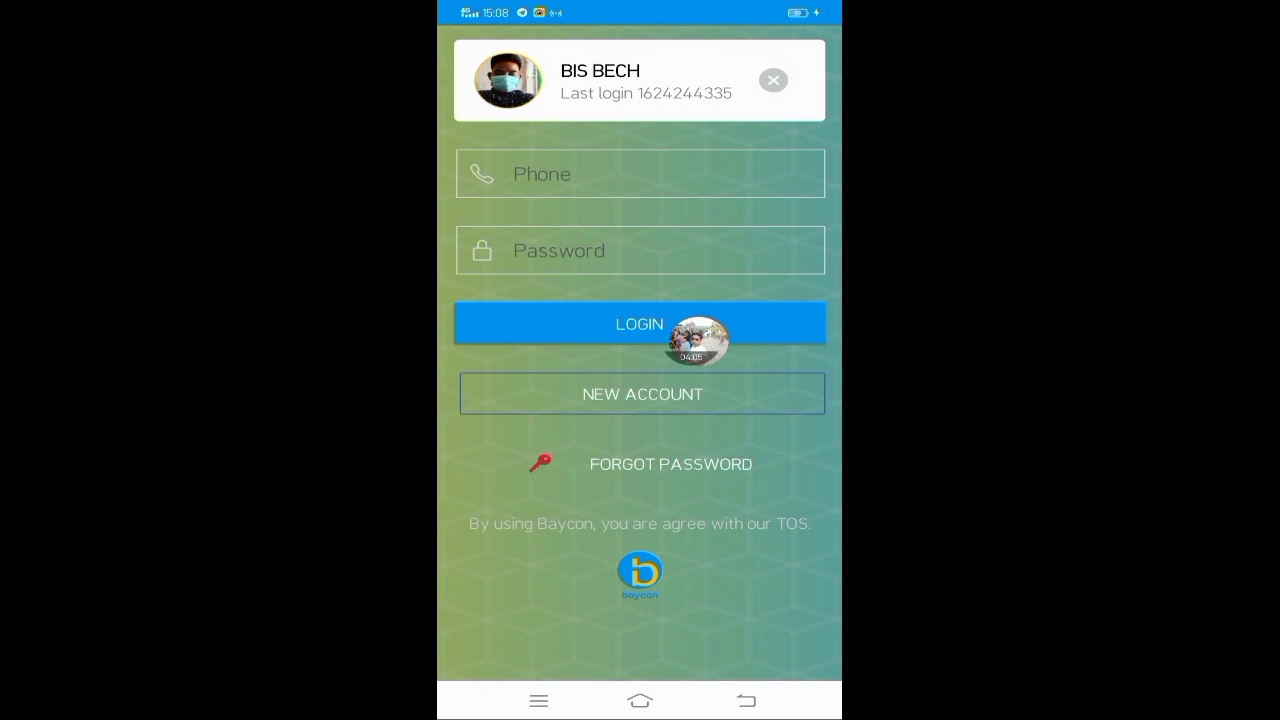 4G 15:08
BIS BECH
Last login 1624244335
Phone
Password
LOGIN
04:05
NEW ACCOUNT
FORGOT PASSWORD
By using Baycon, you are agree with our TOS.
b
baycon